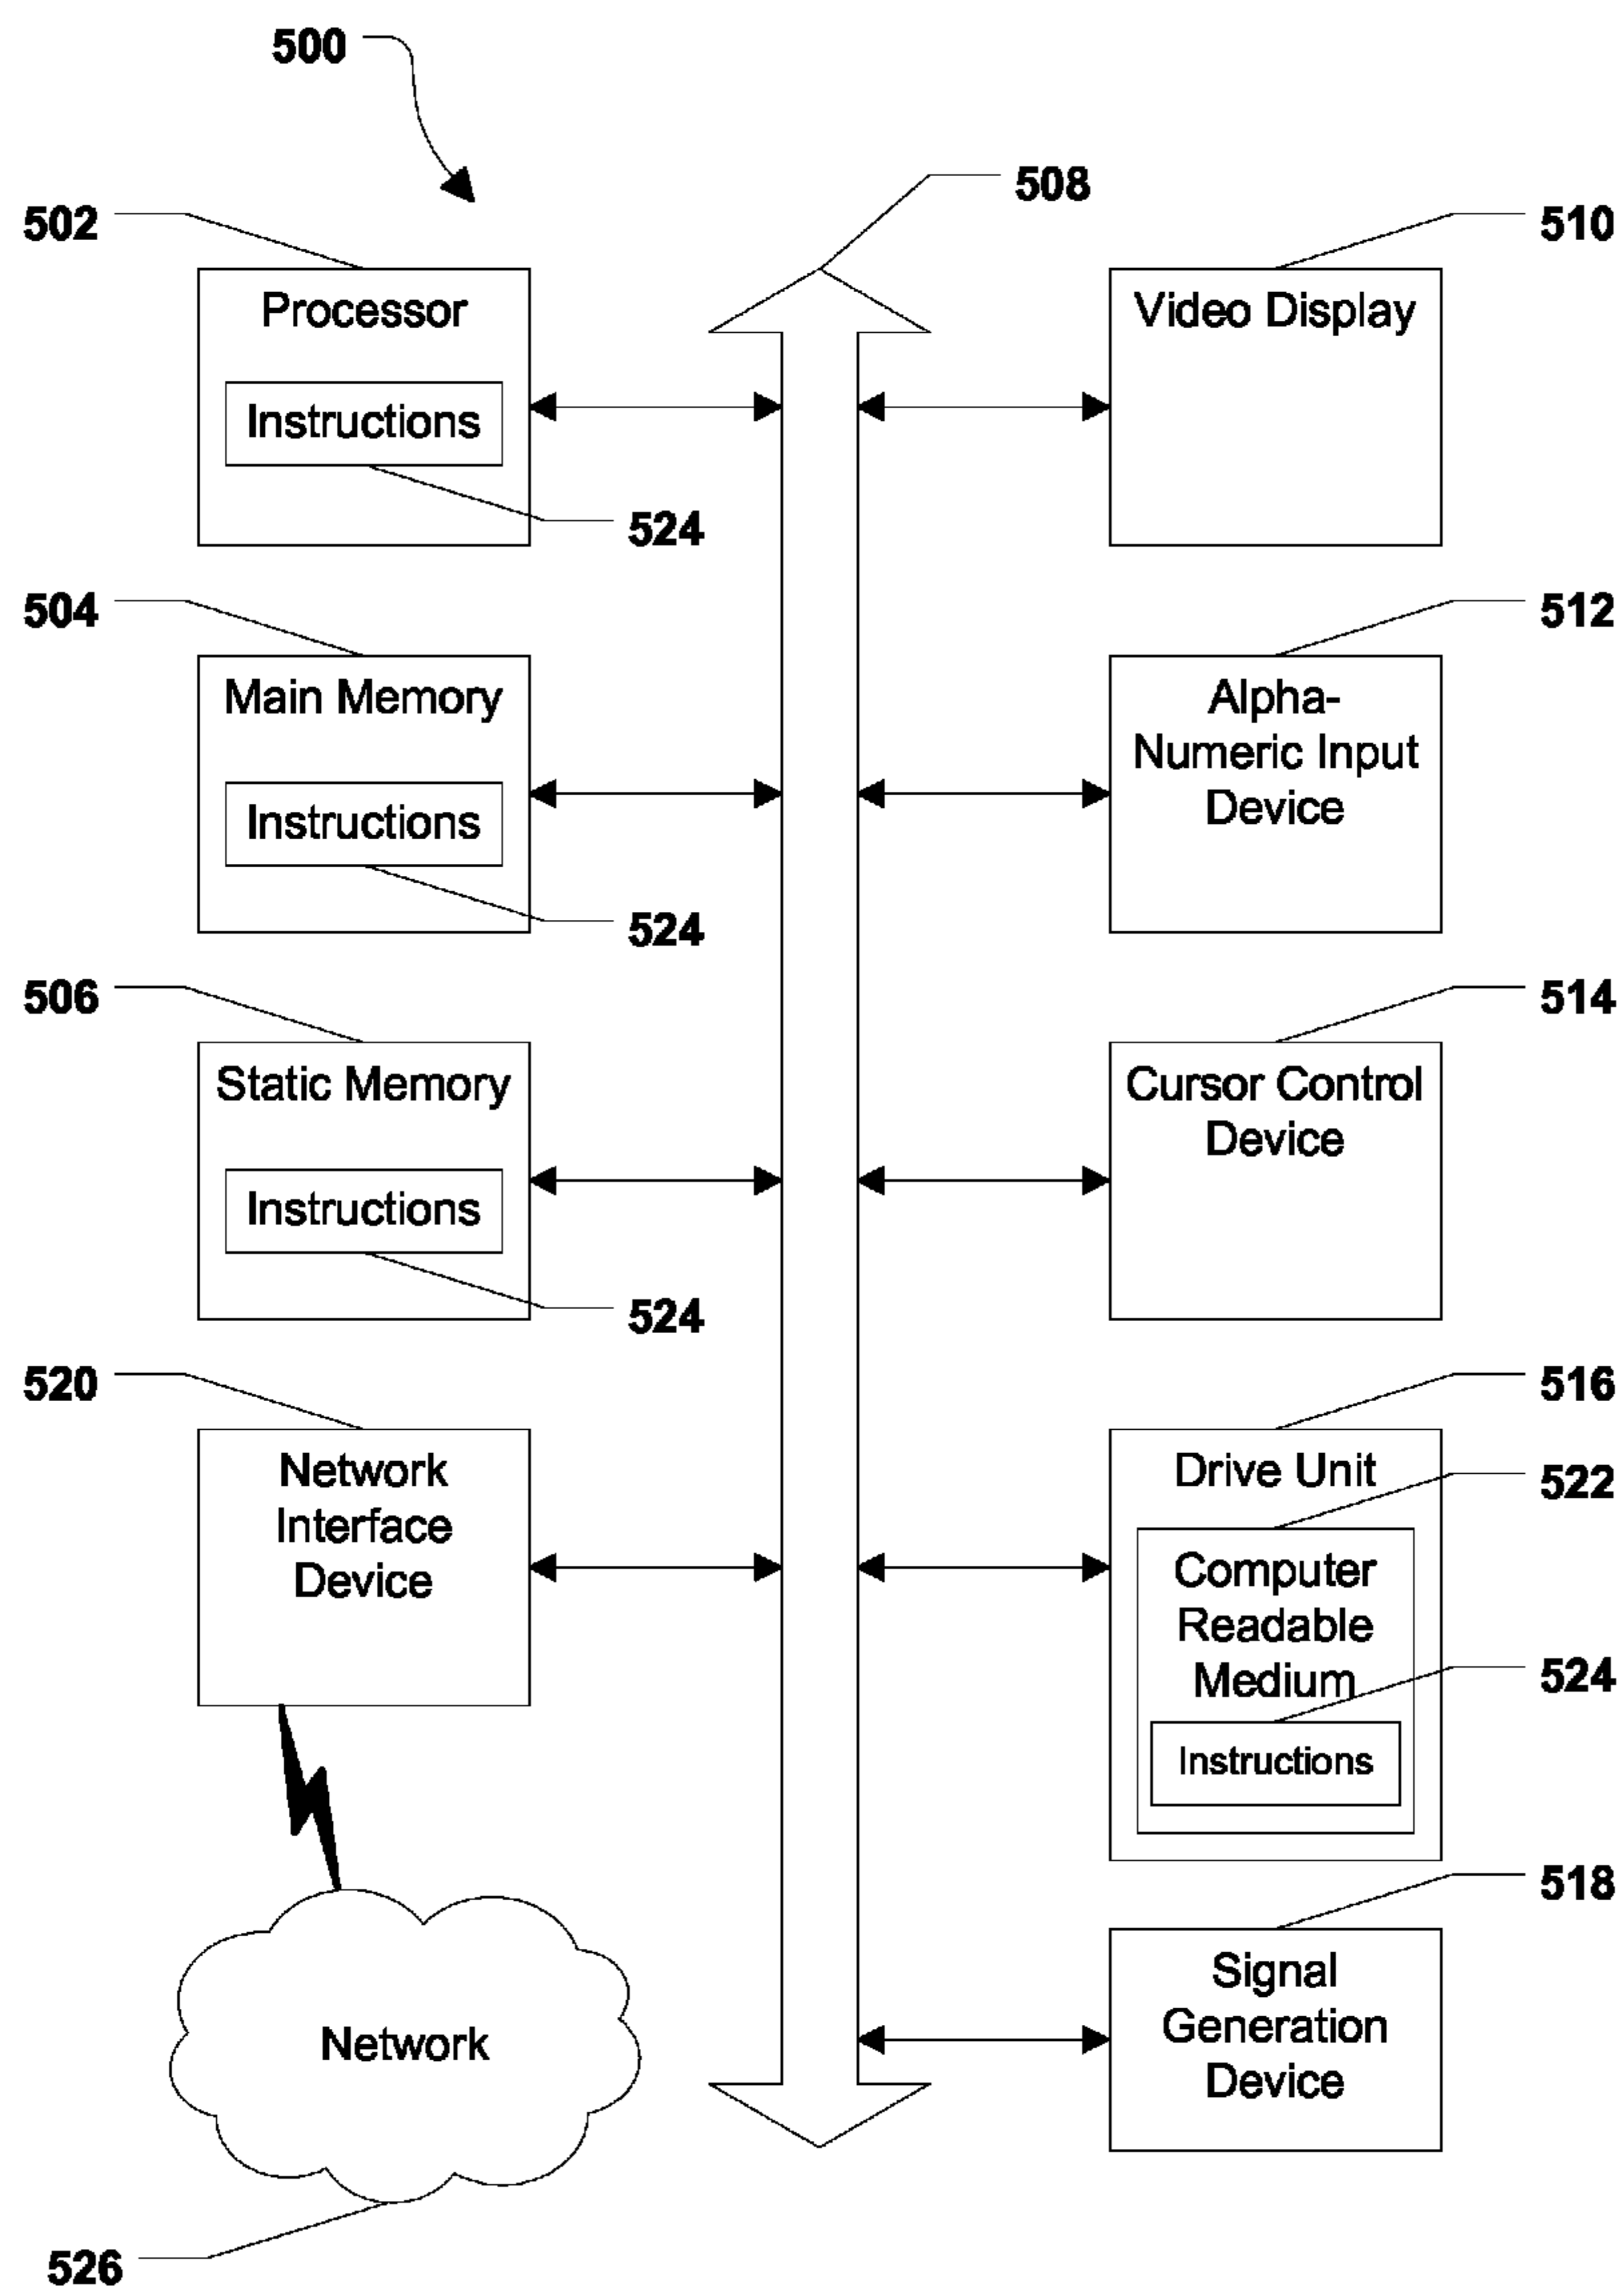 500
508
502
510
Processor
Instructions
524
Video Display
504
512
Main Memory
Instructions
524
Alpha-
Numeric Input
Device
506
514
Static Memory
Instructions
524
Cursor Control
Device
520
516
Network
Interface
Device
Drive Unit
522
Computer
Readable
Medium
524
Instructions
518
Signal
Generation
Device
Network
526